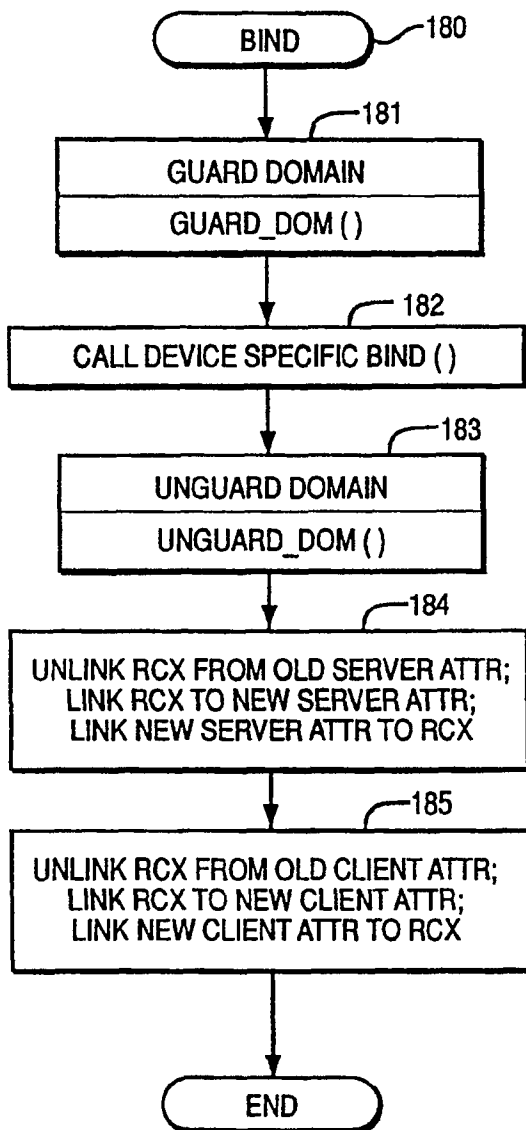 BIND
180
181
GUARD DOMAIN
GUARD_DOM ( )
182
CALL DEVICE SPECIFIC BIND ( )
183
UNGUARD DOMAIN
UNGUARD_DOM ( )
184
UNLINK RCX FROM OLD SERVER ATTR;
LINK RCX TO NEW SERVER ATTR;
LINK NEW SERVER ATTR TO RCX
185
UNLINK RCX FROM OLD CLIENT ATTR;
LINK RCX TO NEW CLIENT ATTR;
LINK NEW CLIENT ATTR TO RCX
END